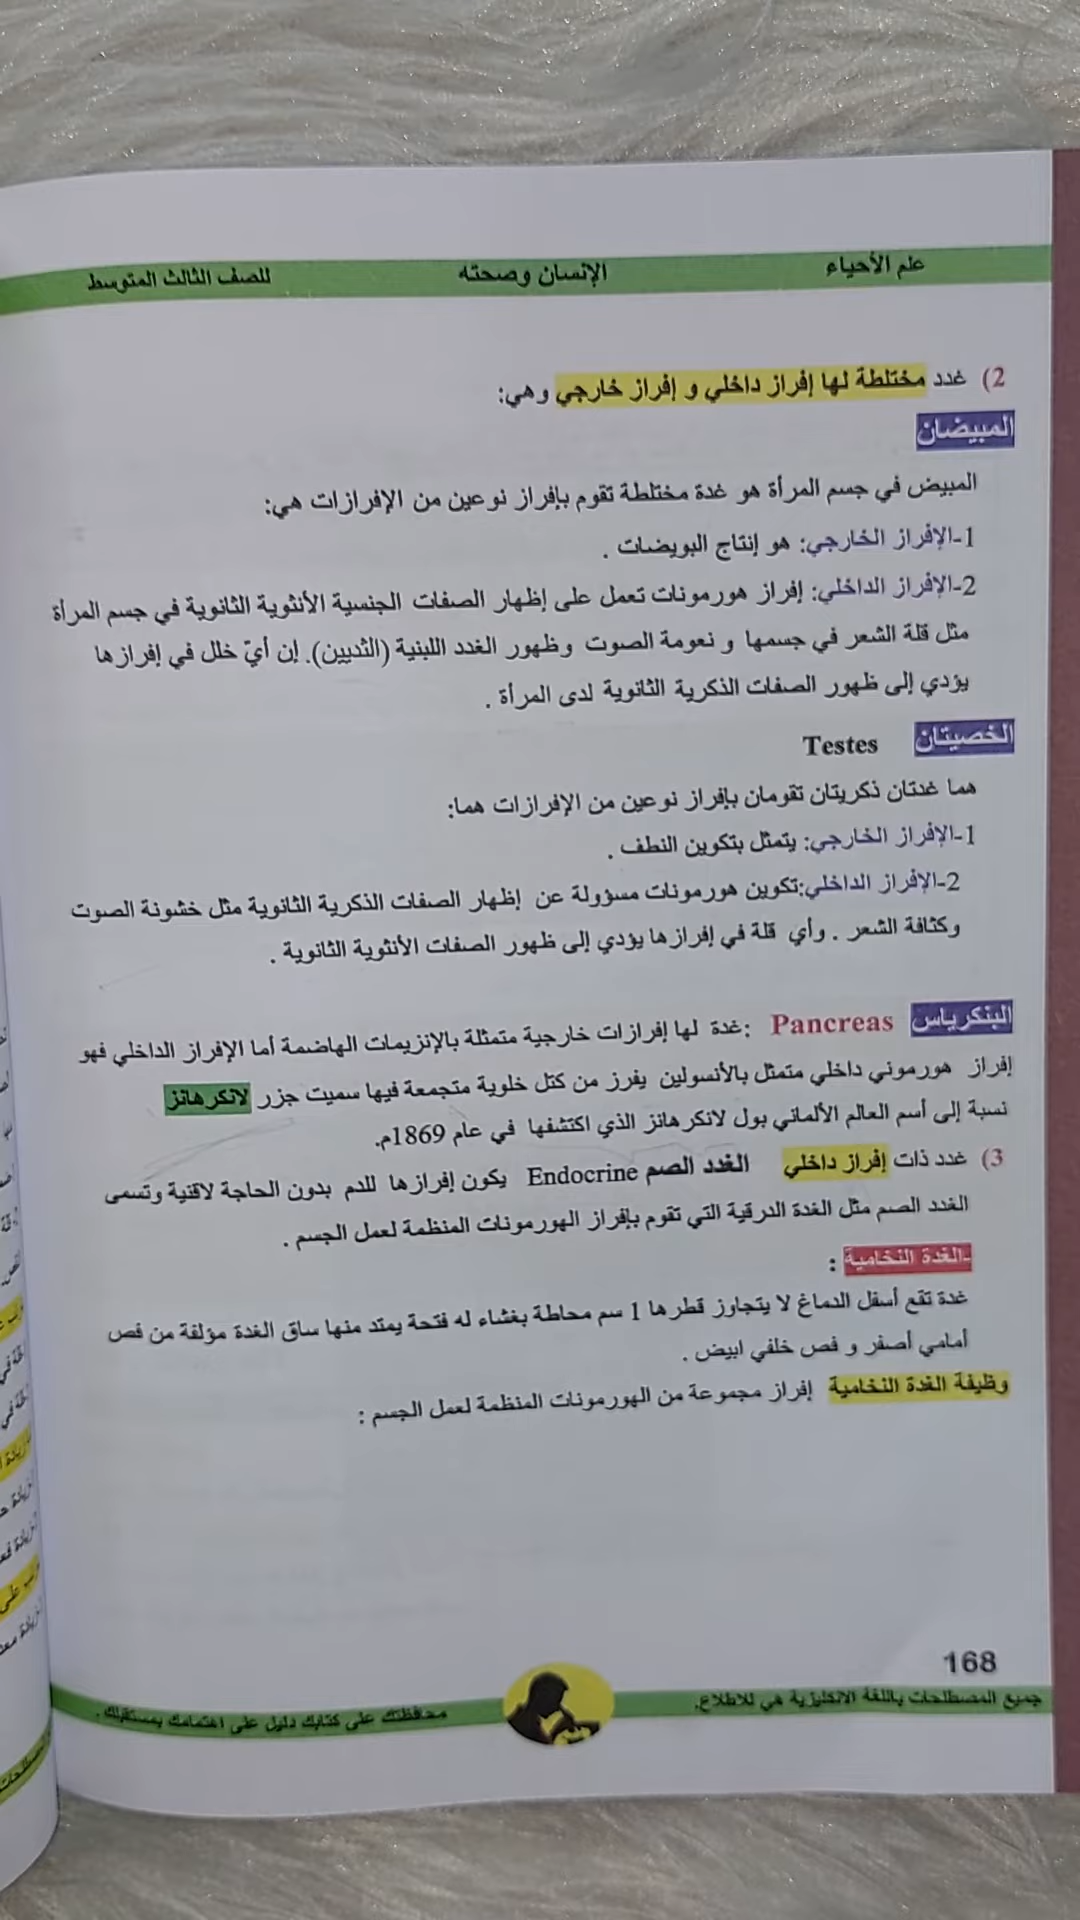 علم الأحياء الإنسان وصحته للصف الثالث المتوسط
2) غدد مختلطة لها إفراز داخلي و إفراز خارجي وهي:
المبيضان
المبيض في جسم المرأة هو غدة مختلطة تقوم بإفراز نوعين من الإفرازات هي:
1-الإفراز الخارجي: هو إنتاج البويضات .
2-الإفراز الداخلي: إفراز هورمونات تعمل على إظهار الصفات الجنسية الأنثوية الثانوية في جسم المرأة
مثل قلة الشعر في جسمها و نعومة الصوت وظهور الغدد اللبنية (الثديين). إن أيّ خلل في إفرازها
يؤدي إلى ظهور الصفات الذكرية الثانوية لدى المرأة .
الخصيتان Testes
هما غدتان ذكريتان تقومان بإفراز نوعين من الإفرازات هما:
1-الإفراز الخارجي: يتمثل بتكوين النطف .
2-الإفراز الداخلي:تكوين هورمونات مسؤولة عن إظهار الصفات الذكرية الثانوية مثل خشونة الصوت
وكثافة الشعر . وأي قلة في إفرازها يؤدي إلى ظهور الصفات الأنثوية الثانوية .
البنكرياس Pancreas :غدة لها إفرازات خارجية متمثلة بالإنزيمات الهاضمة أما الإفراز الداخلي فهو
إفراز هورموني داخلي متمثل بالأنسولين يفرز من كتل خلوية متجمعة فيها سميت جزر لانكرهانز
نسبة إلى أسم العالم الألماني بول لانكرهانز الذي اكتشفها في عام 1869م.
3) غدد ذات إفراز داخلي الغدد الصم Endocrine يكون إفرازها للدم بدون الحاجة لاقنية وتسمى
الغدد الصم مثل الغدة الدرقية التي تقوم بإفراز الهورمونات المنظمة لعمل الجسم .
-الغدة النخامية :
غدة تقع أسفل الدماغ لا يتجاوز قطرها 1 سم محاطة بغشاء له فتحة يمتد منها ساق الغدة مؤلفة من فص
أمامي أصفر و فص خلفي ابيض .
وظيفة الغدة النخامية إفراز مجموعة من الهورمونات المنظمة لعمل الجسم :
168
جميع المصطلحات باللغة الانكليزية هي للاطلاع. محافظتك على كتابك دليل على اهتمامك بمستقبلك .